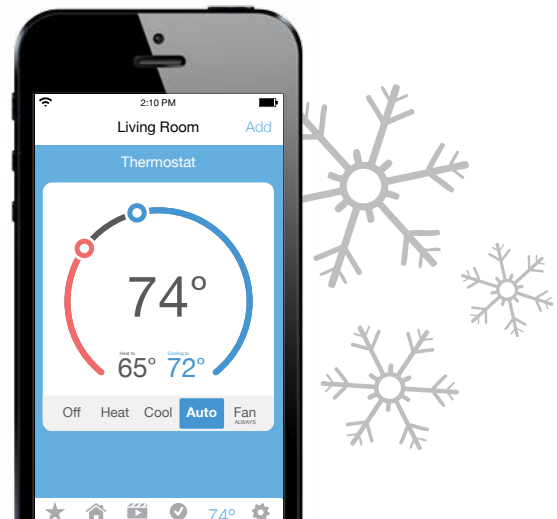 2:10 PM
Living Room Add
Thermostat
74°
Heat to Cooling to
65° 72°
Off Heat Cool Auto Fan
ALWAYS
74°